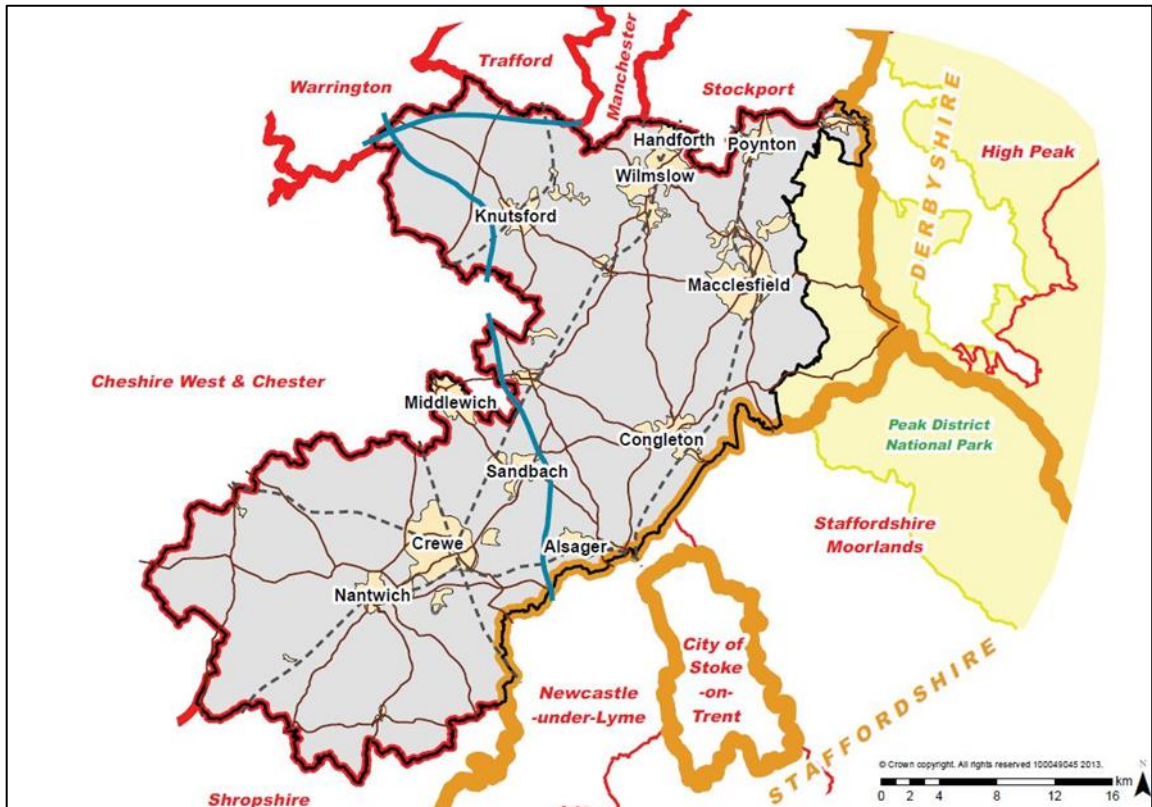 Trafford
Manchester
Warrington
Stockport
DERBYSHIRE
Handforth
Poynton
High Peak
Wilmslow
Knutsford
Macclesfield
Cheshire West & Chester
Middlewich
Congleton
Peak District
National Park
Sandbach
Staffordshire
Moorlands
Crewe
Alsager
Nantwich
City of
Stoke
-on-
Trent
Newcastle
-under-Lyme
STAFFORDSHIRE
Shropshire
© Crown copyright. All rights reserved 100049045 2013.
N
km
0 2 4 8 12 16